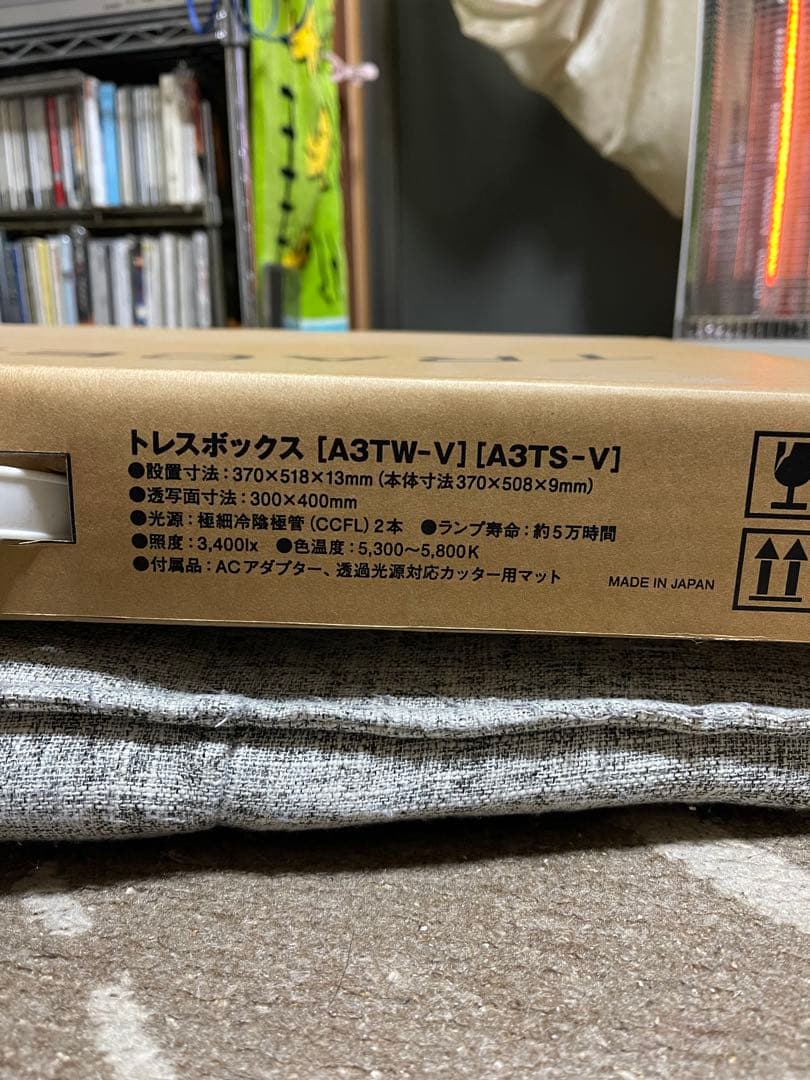 トレスボックス [A3TW-V] [A3TS-V]
●設置寸法：370×518×13mm（本体寸法370×508×9mm）
●透写面寸法：300×400mm
●光源：極細冷陰極管（CCFL）2本　●ランプ寿命：約5万時間
●照度：3,400lx　●色温度：5,300〜5,800K
●付属品：ACアダプター、透過光源対応カッター用マット
MADE IN JAPAN